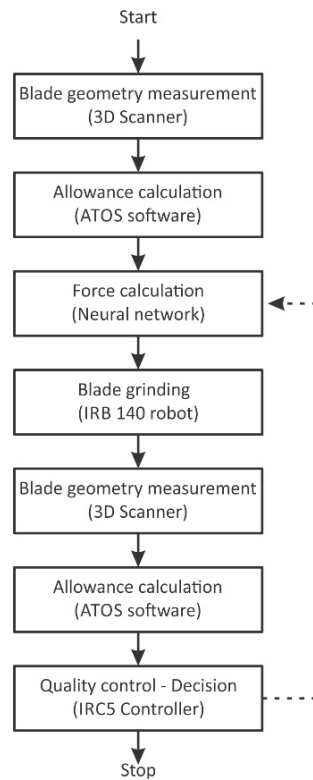 Start
Blade geometry measurement
(3D Scanner)
Allowance calculation
(ATOS software)
Force calculation
(Neural network)
Blade grinding
(IRB 140 robot)
Blade geometry measurement
(3D Scanner)
Allowance calculation
(ATOS software)
Quality control - Decision
(IRC5 Controller)
Stop